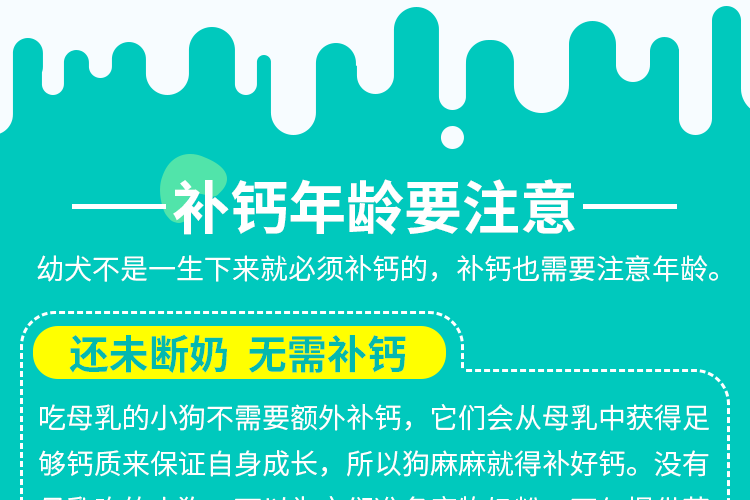 补钙年龄要注意
幼犬不是一生下来就必须补钙的，补钙也需要注意年龄。
还未断奶 无需补钙
吃母乳的小狗不需要额外补钙，它们会从母乳中获得足
够钙质来保证自身成长，所以狗麻麻就得补好钙。没有